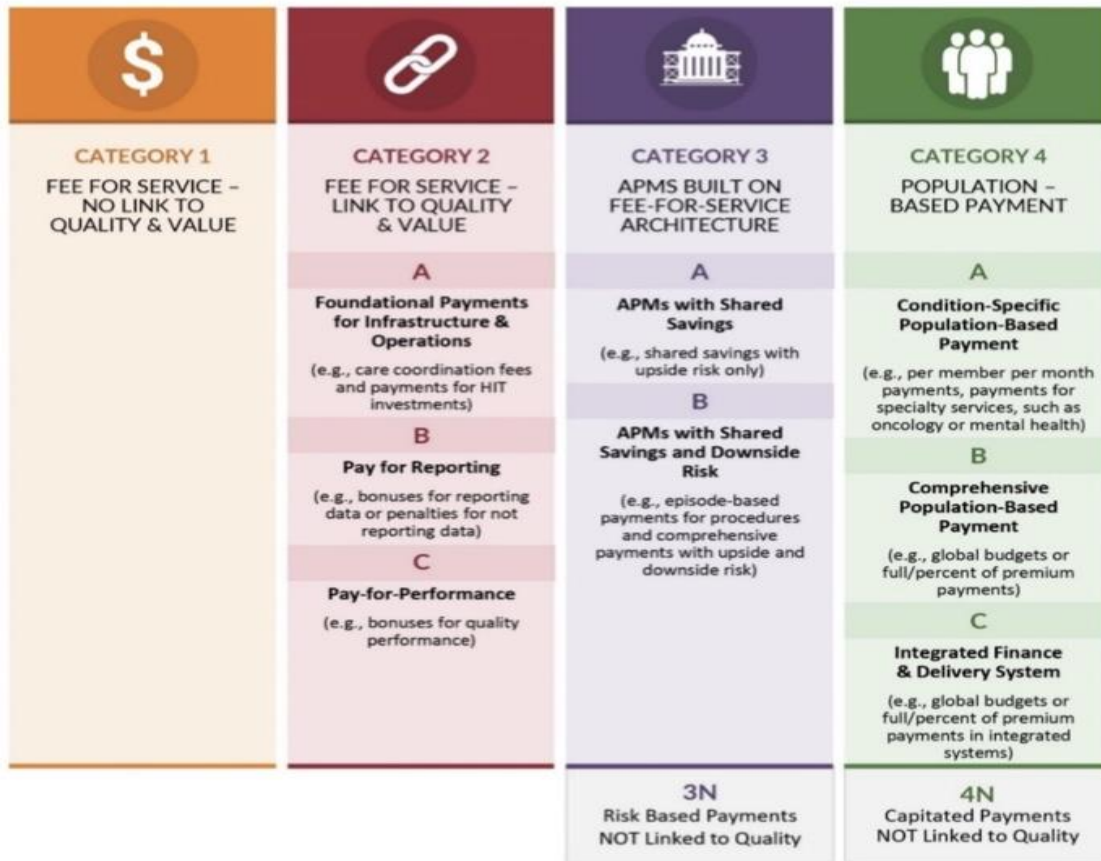 $
CATEGORY 1
FEE FOR SERVICE –
NO LINK TO
QUALITY & VALUE
CATEGORY 2
FEE FOR SERVICE –
LINK TO QUALITY
& VALUE
A
Foundational Payments
for Infrastructure &
Operations
(e.g., care coordination fees
and payments for HIT
investments)
B
Pay for Reporting
(e.g., bonuses for reporting
data or penalties for not
reporting data)
C
Pay-for-Performance
(e.g., bonuses for quality
performance)
CATEGORY 3
APMS BUILT ON
FEE-FOR-SERVICE
ARCHITECTURE
A
APMs with Shared
Savings
(e.g., shared savings with
upside risk only)
B
APMs with Shared
Savings and Downside
Risk
(e.g., episode-based
payments for procedures
and comprehensive
payments with upside and
downside risk)
3N
Risk Based Payments
NOT Linked to Quality
CATEGORY 4
POPULATION –
BASED PAYMENT
A
Condition-Specific
Population-Based
Payment
(e.g., per member per month
payments, payments for
specialty services, such as
oncology or mental health)
B
Comprehensive
Population-Based
Payment
(e.g., global budgets or
full/percent of premium
payments)
C
Integrated Finance
& Delivery System
(e.g., global budgets or
full/percent of premium
payments in integrated
systems)
4N
Capitated Payments
NOT Linked to Quality